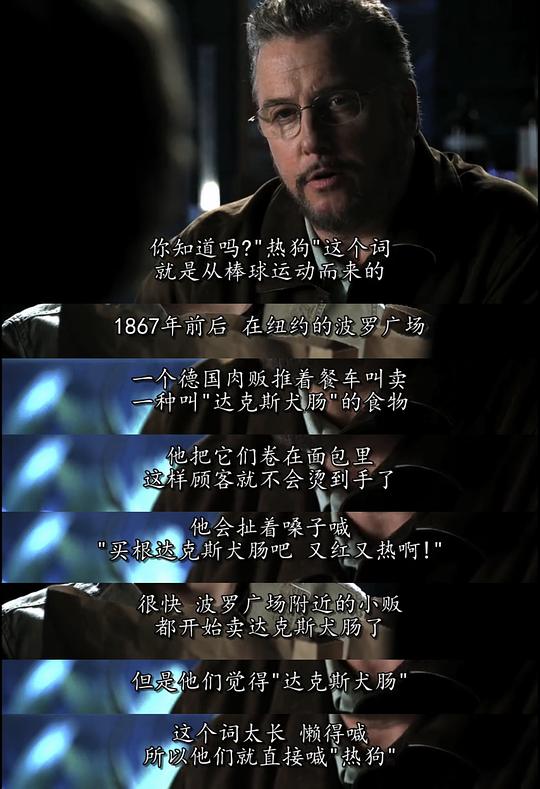 你知道吗?"热狗"这个词
就是从棒球运动而来的
1867年前后 在纽约的波罗广场
一个德国肉贩推着餐车叫卖
一种叫"达克斯犬肠"的食物
他把它们卷在面包里
这样顾客就不会烫到手了
他会扯着嗓子喊
"买根达克斯犬肠吧 又红又热啊!"
很快 波罗广场附近的小贩
都开始卖达克斯犬肠了
但是他们觉得"达克斯犬肠"
这个词太长 懒得喊
所以他们就直接喊"热狗"